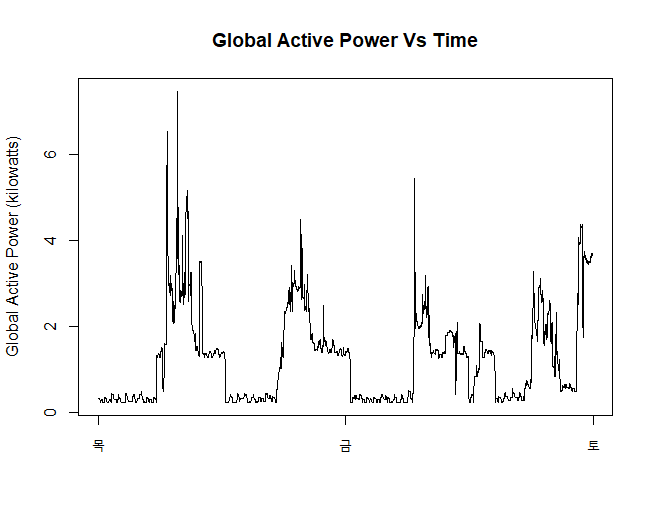 Global Active Power Vs Time
Global Active Power (kilowatts)
6
4
2
0
목 금 토